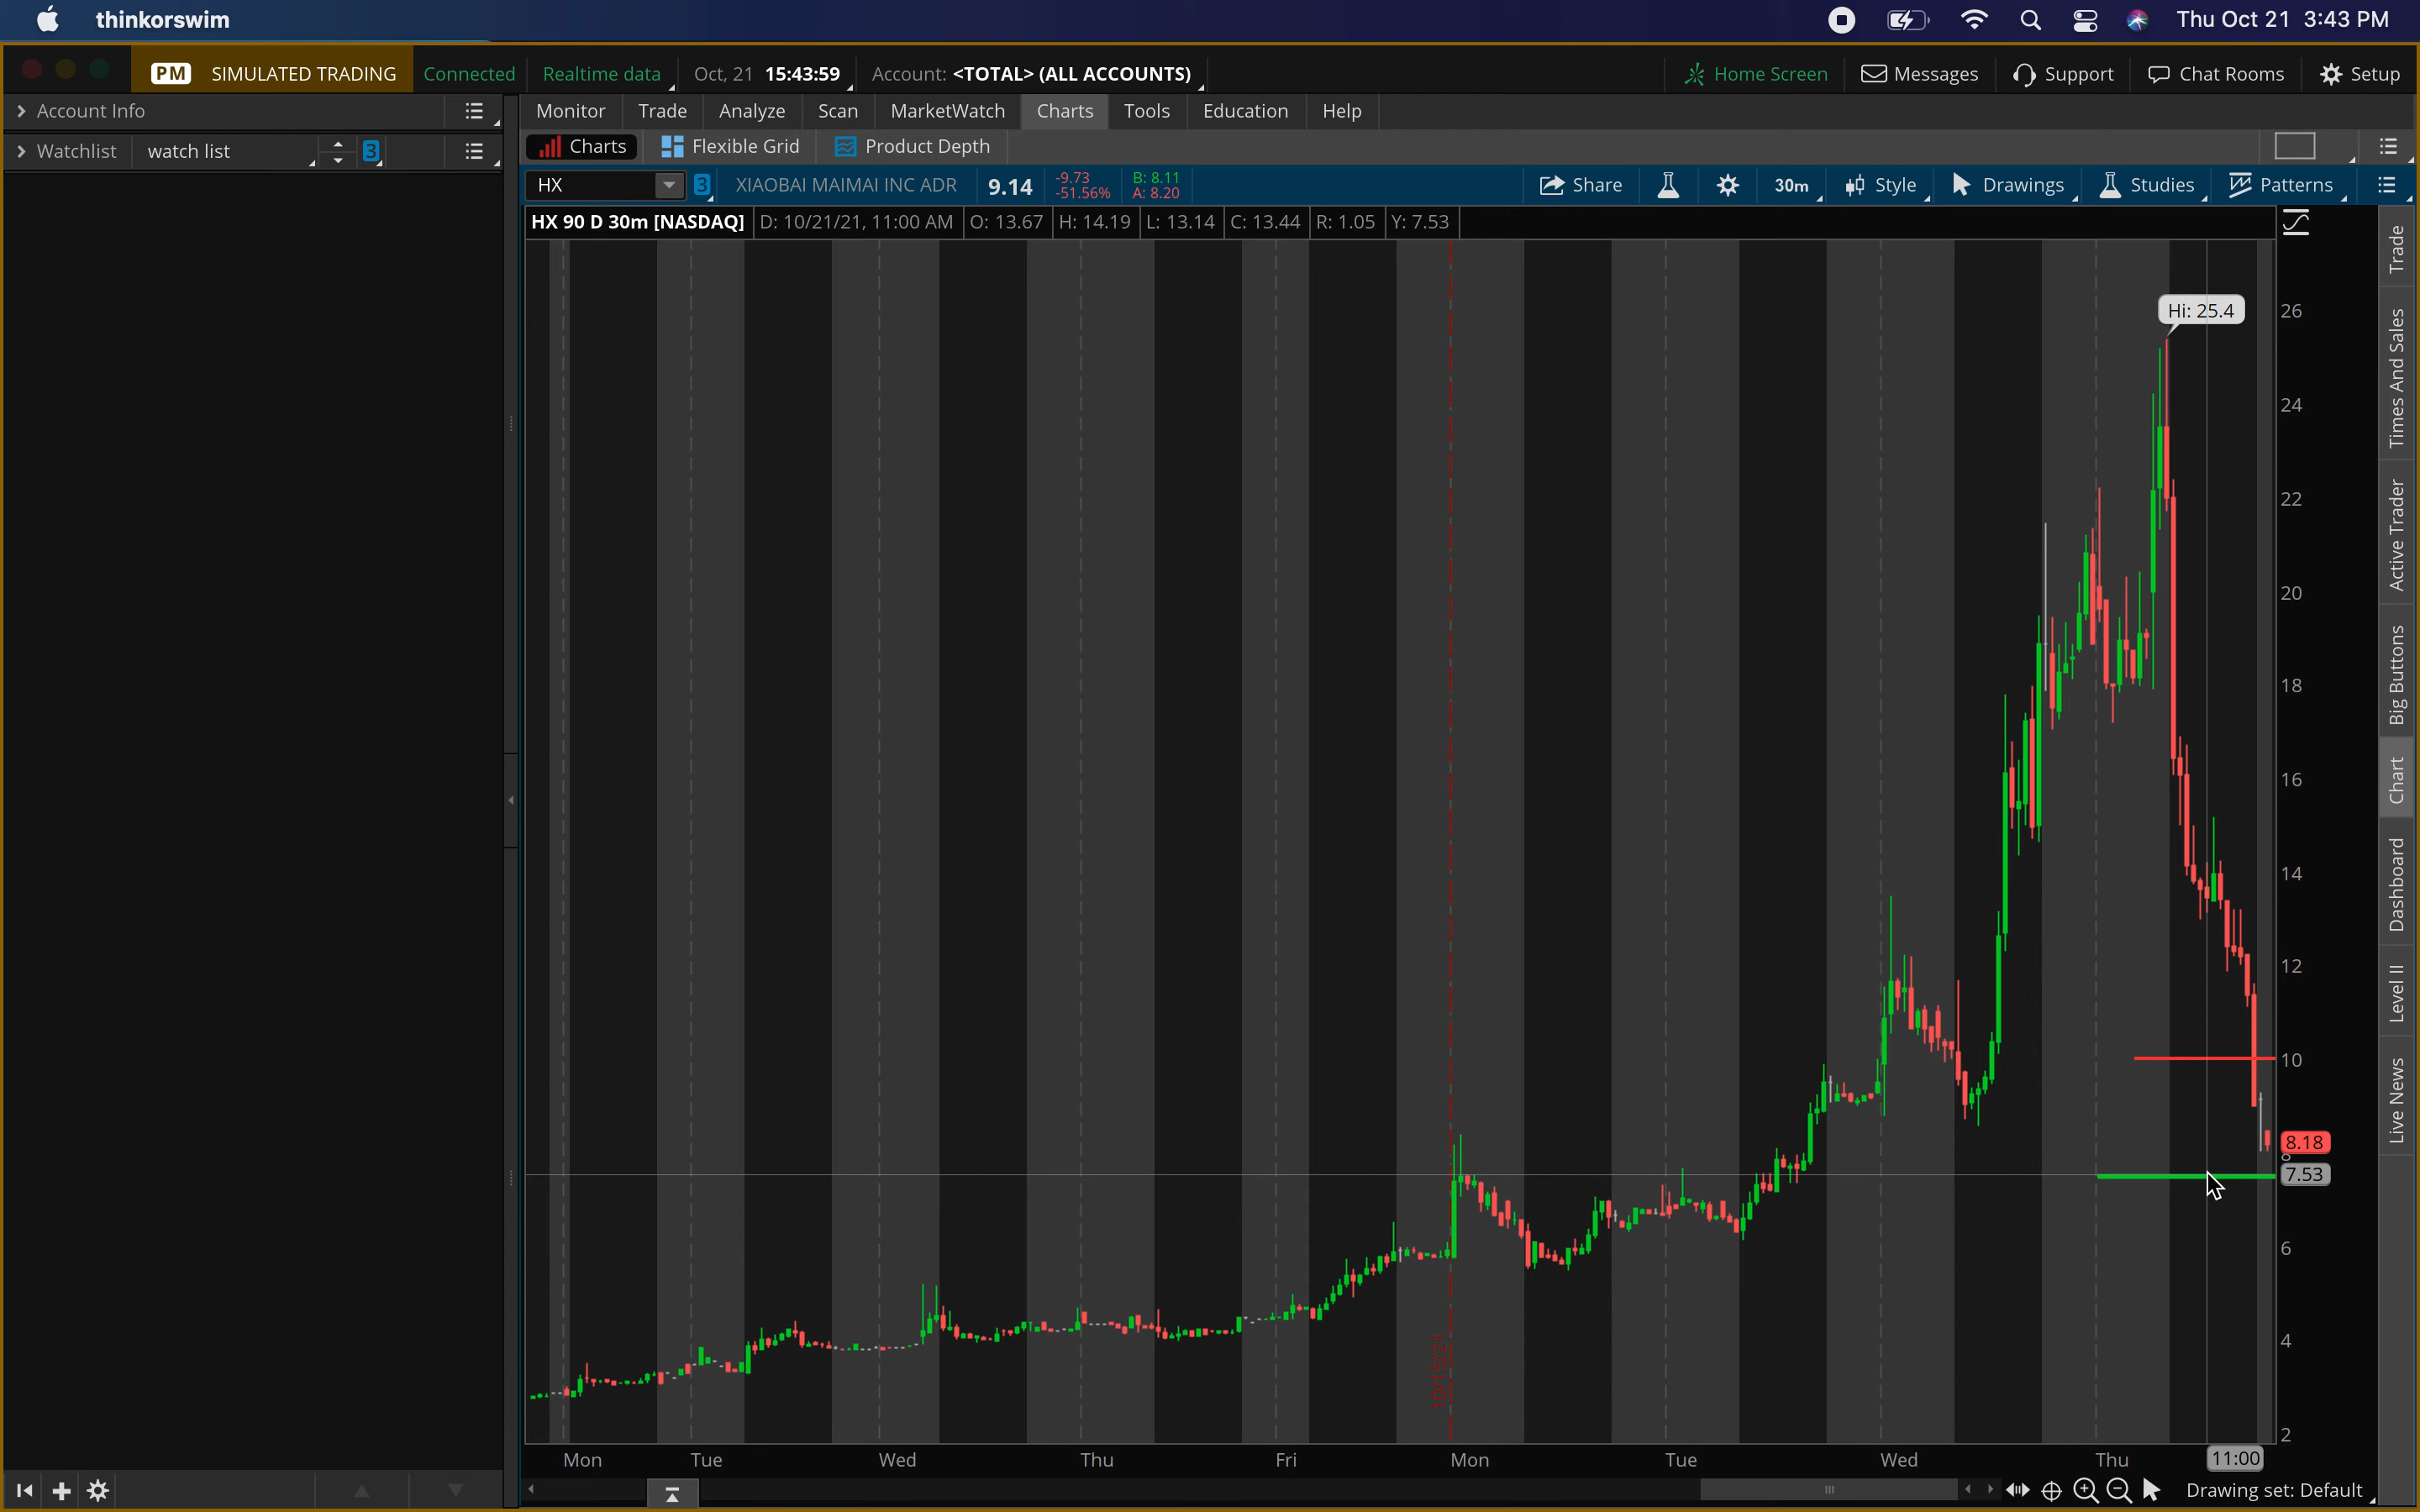 thinkorswim
Thu Oct 21 3:43 PM
PM SIMULATED TRADING Connected Realtime data Oct, 21 15:43:59 Account: <TOTAL> (ALL ACCOUNTS) Home Screen Messages Support Chat Rooms Setup
Account Info
Monitor Trade Analyze Scan MarketWatch Charts Tools Education Help
Watchlist watch list 3
Charts Flexible Grid Product Depth
HX 3 XIAOBAI MAIMAI INC ADR 9.14 -9.73 B: 8.11
-51.56% A: 8.20
Share 30m Style Drawings Studies Patterns
HX 90 D 30m [NASDAQ] D: 10/21/21, 11:00 AM O: 13.67 H: 14.19 L: 13.14 C: 13.44 R: 1.05 Y: 7.53
Hi: 25.4
26
24
22
20
18
16
14
12
10
8.18
8
7.53
6
4
2
10/15/21
Mon Tue Wed Thu Fri Mon Tue Wed Thu 11:00
Drawing set: Default
Trade
Times And Sales
Active Trader
Big Buttons
Chart
Dashboard
Level II
Live News